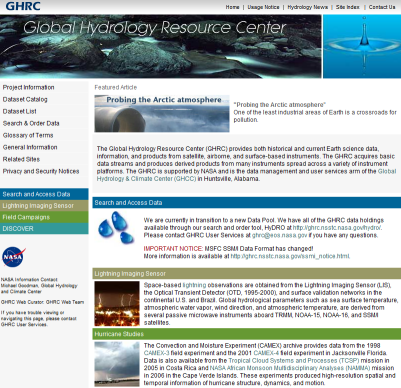 GHRC
Home | Usage Notice | Hydrology News | Site Index | Contact Us
Global Hydrology Resource Center
Project Information
Dataset Catalog
Dataset List
Search & Order Data
Glossary of Terms
General Information
Related Sites
Privacy and Security Notices
Search and Access Data
Lightning Imaging Sensor
Field Campaigns
DISCOVER
NASA
NASA Information Contact:
Michael Goodman, Global Hydrology
and Climate Center
GHRC Web Curator: GHRC Web Team
If you have trouble viewing or
navigating this page, please contact
GHRC User Services.
Featured Article
Probing the Arctic atmosphere
"Probing the Arctic atmosphere"
One of the least industrial areas of Earth is a crossroads for
pollution.
The Global Hydrology Resource Center (GHRC) provides both historical and current Earth science data,
information, and products from satellite, airborne, and surface-based instruments. The GHRC acquires basic
data streams and produces derived products from many instruments spread across a variety of instrument
platforms. The GHRC is supported by NASA and is the data management and user services arm of the Global
Hydrology & Climate Center (GHCC) in Huntsville, Alabama.
Search and Access Data
We are currently in transition to a new Data Pool. We have all of the GHRC data holdings
available through our search and order tool, HyDRO at http://ghrc.nsstc.nasa.gov/hydro/.
Please contact GHRC User Services at ghrc@eos.nasa.gov if you have any questions.
IMPORTANT NOTICE: MSFC SSM/I Data Format has changed!
More information is available at http://ghrc.nsstc.nasa.gov/ssmi_notice.html.
Lightning Imaging Sensor
Space-based lightning observations are obtained from the Lightning Imaging Sensor (LIS),
the Optical Transient Detector (OTD, 1995-2000), and surface validation networks in the
continental U.S. and Brazil. Global hydrological parameters such as sea surface temperature,
atmospheric water vapor, wind direction, and atmospheric temperature, are derived from
several passive microwave instruments aboard TRMM, NOAA-15, NOAA-16, and SSM/I
satellites.
Hurricane Studies
The Convection and Moisture Experiment (CAMEX) archive provides data from the 1998
CAMEX-3 field experiment and the 2001 CAMEX-4 field experiment in Jacksonville Florida.
Data is also available from the Tropical Cloud Systems and Processes (TCSP) mission in
2005 in Costa Rica and NASA African Monsoon Multidisciplinary Analyses (NAMMA) mission
in 2006 in the Cape Verde Islands. These experiments produced high-resolution spatial and
temporal information of hurricane structure, dynamics, and motion.